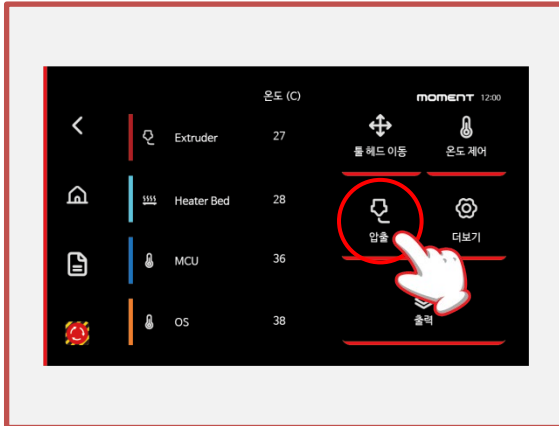 온도 (C)
moment 12:00
Extruder 27
Heater Bed 28
MCU 36
OS 38
툴 헤드 이동
온도 제어
압출
더보기
출력